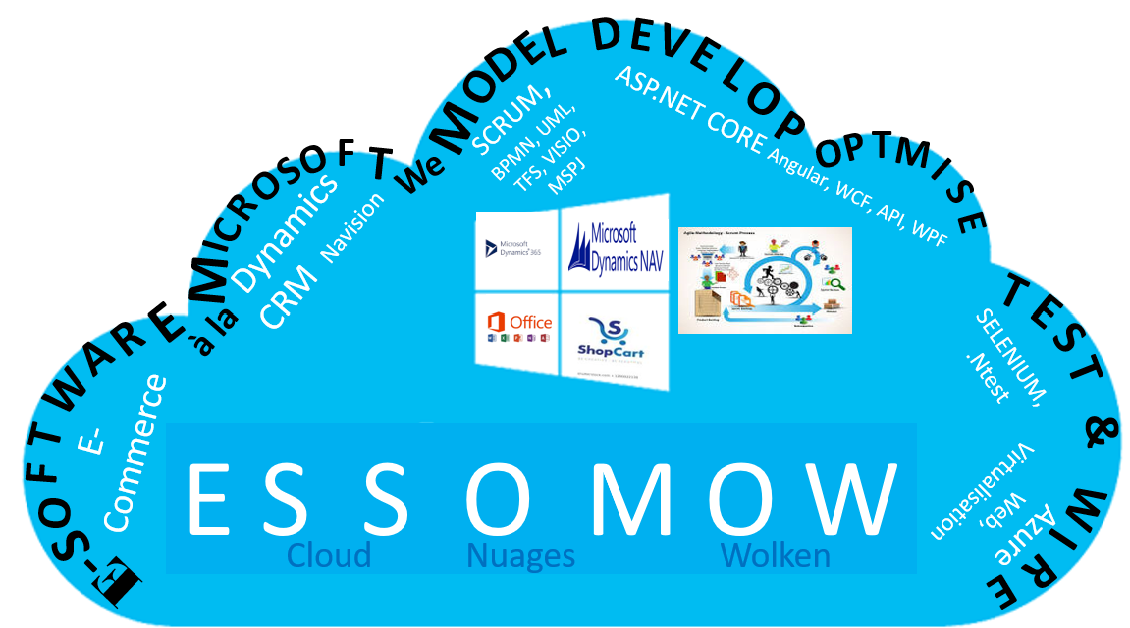 E-SOFTWARE
à la MICROSOFT
We MODEL DEVELOP OPTMISE
TEST & WIRE
E-
Commerce
Dynamics
CRM Navision
SCRUM,
BPMN, UML,
TFS, VISIO,
MSPJ
ASP.NET CORE Angular, WCF, API, WPF
SELENIUM,
.Ntest
Virtualisation
Web,
Azure
Microsoft
Dynamics 365
Microsoft
Dynamics NAV
Office
S
ShopCart
Agile Methodology - Scrum Process
ESSOMOW
Cloud Nuages Wolken